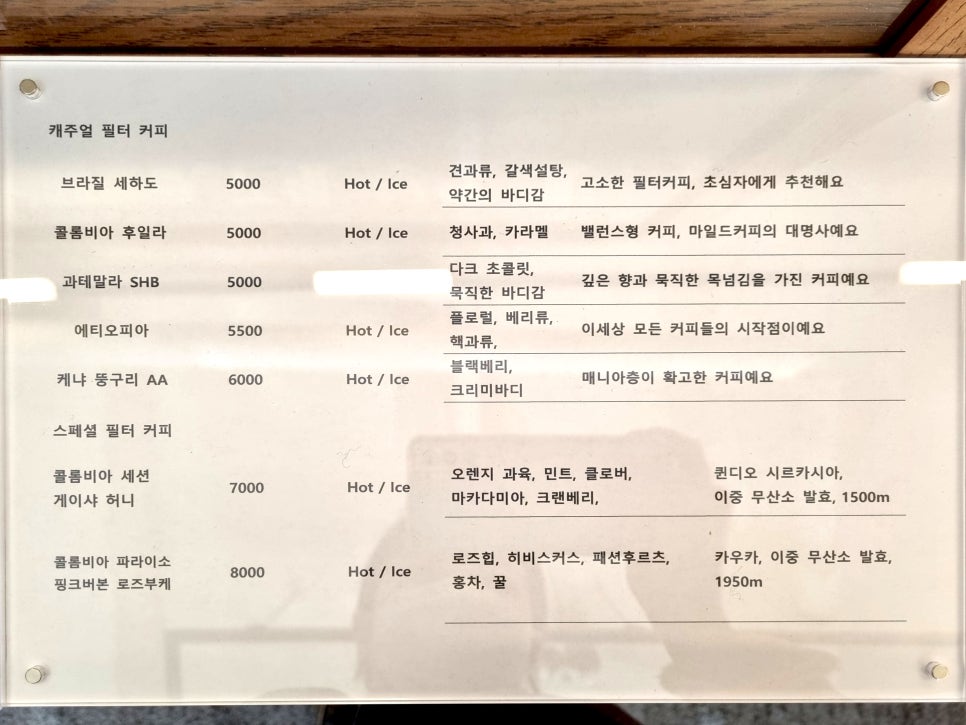 캐주얼 필터 커피
브라질 세하도 5000 Hot / Ice 견과류, 갈색설탕, 약간의 바디감 고소한 필터커피, 초심자에게 추천해요
콜롬비아 후일라 5000 Hot / Ice 청사과, 카라멜 밸런스형 커피, 마일드커피의 대명사예요
과테말라 SHB 5000 다크 초콜릿, 묵직한 바디감 깊은 향과 묵직한 목넘김을 가진 커피예요
에티오피아 5500 Hot / Ice 플로럴, 베리류, 핵과류, 이세상 모든 커피들의 시작점이예요
케냐 뚱구리 AA 6000 Hot / Ice 블랙베리, 크리미바디 매니아층이 확고한 커피예요
스페셜 필터 커피
콜롬비아 세션 게이샤 허니 7000 Hot / Ice 오렌지 과육, 민트, 클로버, 마카다미아, 크랜베리, 퀸디오 시르카시아, 이중 무산소 발효, 1500m
콜롬비아 파라이소 핑크버본 로즈부케 8000 Hot / Ice 로즈힙, 히비스커스, 패션후르츠, 홍차, 꿀 카우카, 이중 무산소 발효, 1950m